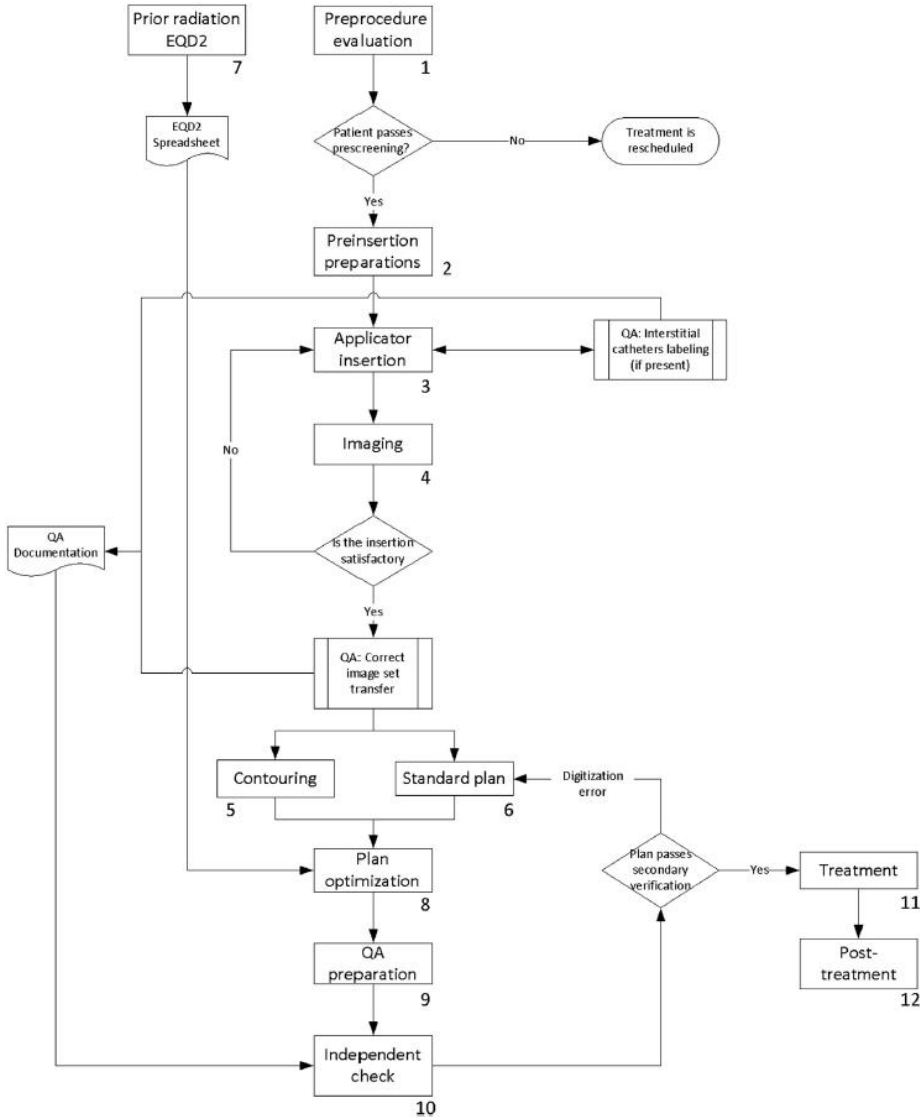 Prior radiation
EQD2
7
Preprocedure
evaluation
1
EQD2
Spreadsheet
Patient passes
prescreening?
No
Treatment is
rescheduled
Yes
Preinsertion
preparations
2
Applicator
insertion
3
QA: Interstitial
catheters labeling
(if present)
Imaging
4
No
QA
Documentation
Is the insertion
satisfactory
Yes
QA: Correct
image set
transfer
Contouring
5
Standard plan
6
Digitization
error
Plan
optimization
8
Plan passes
secondary
verification
Yes
Treatment
11
QA
preparation
9
Post-
treatment
12
Independent
check
10